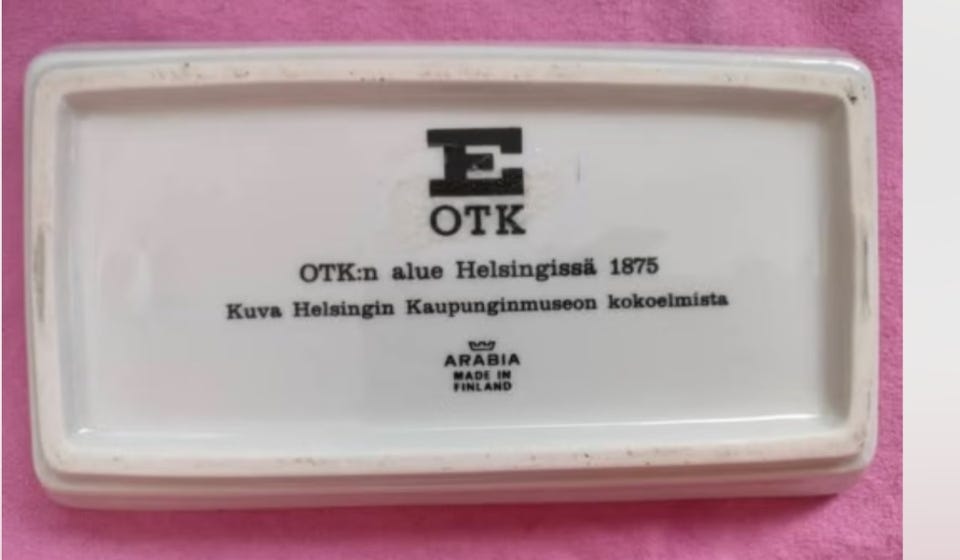 E
OTK
OTK:n alue Helsingissä 1875
Kuva Helsingin Kaupunginmuseon kokoelmista
ARABIA
MADE IN
FINLAND